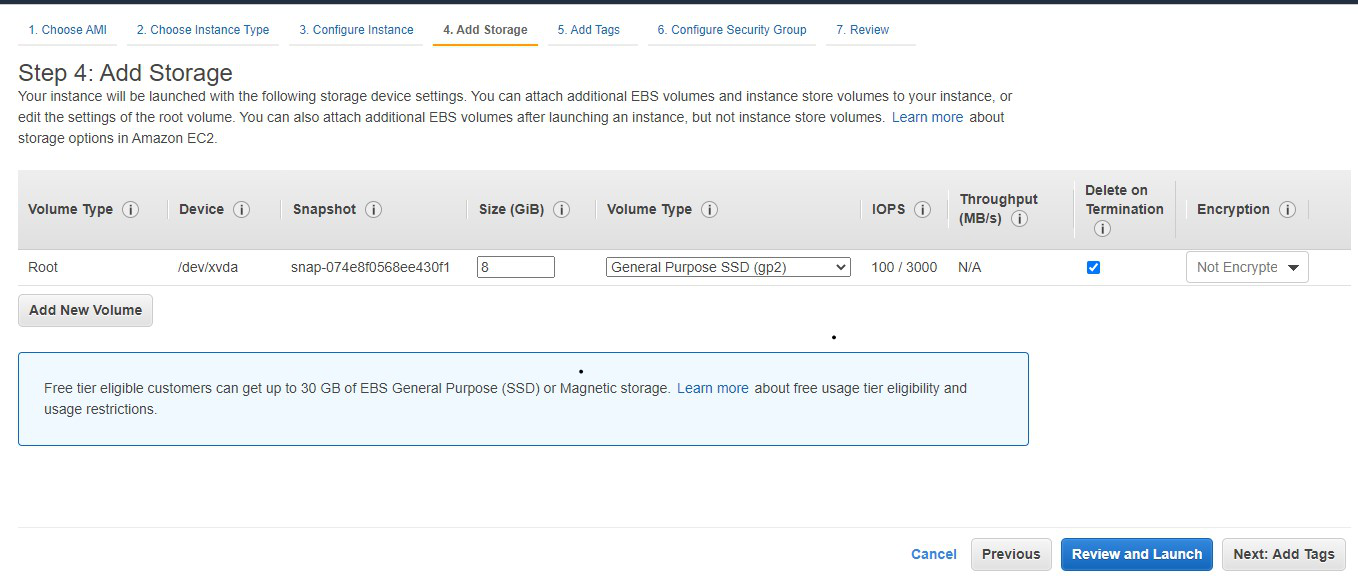 1. Choose AMI 2. Choose Instance Type 3. Configure Instance 4. Add Storage 5. Add Tags 6. Configure Security Group 7. Review
Step 4: Add Storage
Your instance will be launched with the following storage device settings. You can attach additional EBS volumes and instance store volumes to your instance, or
edit the settings of the root volume. You can also attach additional EBS volumes after launching an instance, but not instance store volumes. Learn more about
storage options in Amazon EC2.
Volume Type i Device i Snapshot i Size (GiB) i Volume Type i IOPS i Throughput (MB/s) i Delete on Termination i Encryption i
Root /dev/xvda snap-074e8f0568ee430f1 8 General Purpose SSD (gp2) 100 / 3000 N/A Not Encrypte
Add New Volume
Free tier eligible customers can get up to 30 GB of EBS General Purpose (SSD) or Magnetic storage. Learn more about free usage tier eligibility and
usage restrictions.
Cancel Previous Review and Launch Next: Add Tags